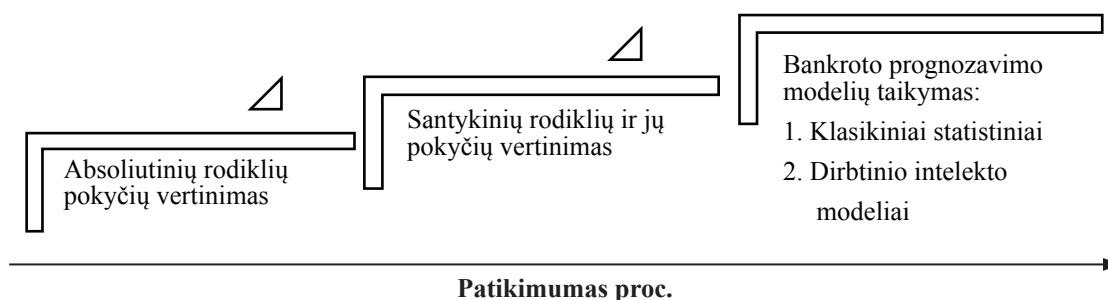 Absoliutinių rodiklių
pokyčių vertinimas
Santykinių rodiklių ir jų
pokyčių vertinimas
Bankroto prognozavimo
modelių taikymas:
1. Klasikiniai statistiniai
2. Dirbtinio intelekto
modeliai
Patikimumas proc.